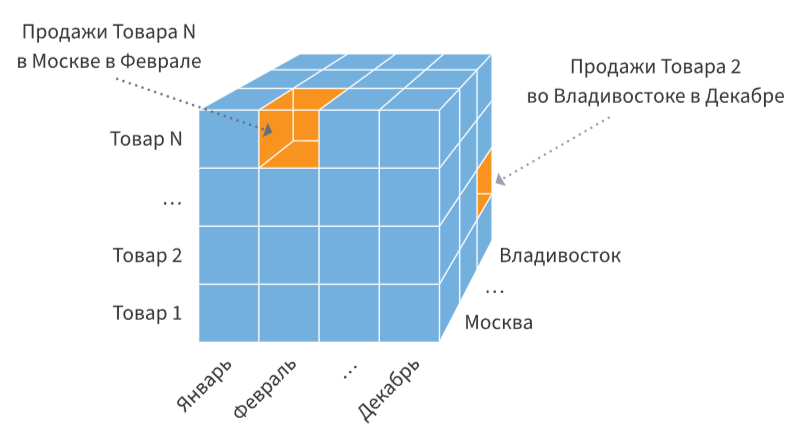 Продажи Товара N
в Москве в Феврале
Продажи Товара 2
во Владивостоке в Декабре
Товар N
...
Товар 2
Товар 1
Владивосток
...
Москва
Январь
Февраль
...
Декабрь